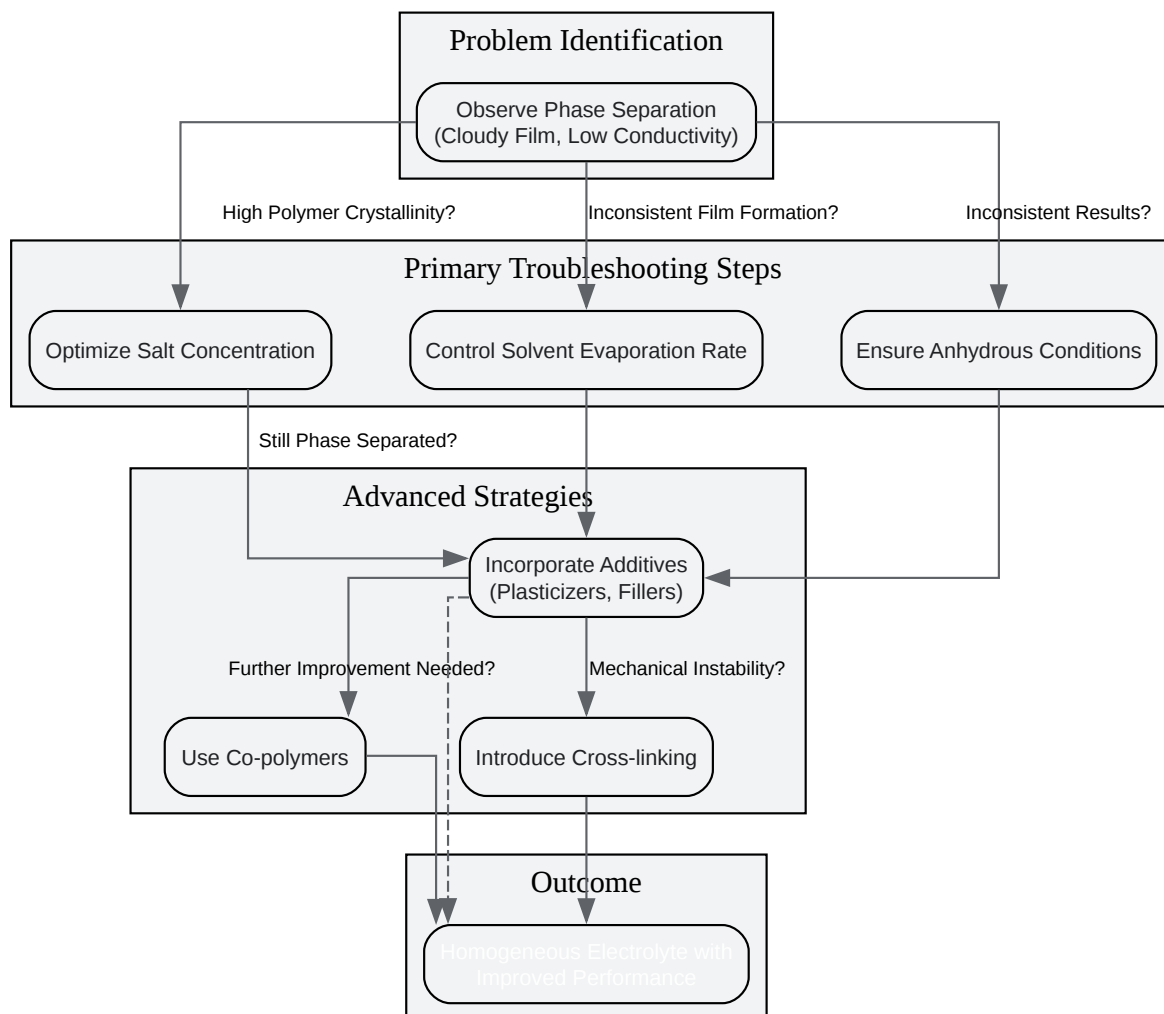 Problem Identification
Observe Phase Separation
(Cloudy Film, Low Conductivity)
High Polymer Crystallinity?
Inconsistent Film Formation?
Inconsistent Results?
Primary Troubleshooting Steps
Optimize Salt Concentration
Control Solvent Evaporation Rate
Ensure Anhydrous Conditions
Still Phase Separated?
Advanced Strategies
Incorporate Additives
(Plasticizers, Fillers)
Further Improvement Needed?
Mechanical Instability?
Use Co-polymers
Introduce Cross-linking
Outcome
Homogeneous Electrolyte with
Improved Performance